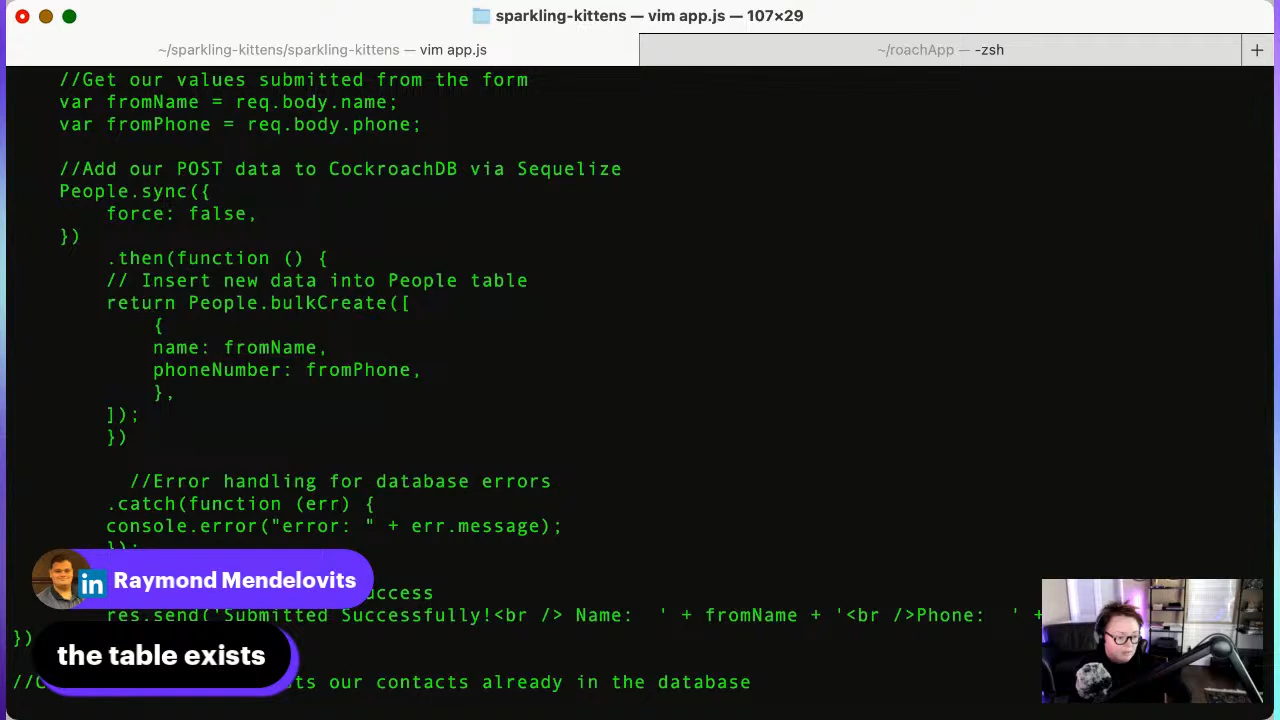 sparkling-kittens — vim app.js — 107×29
~/sparkling-kittens/sparkling-kittens — vim app.js
~/roachApp — -zsh
+
//Get our values submitted from the form
var fromName = req.body.name;
var fromPhone = req.body.phone;
//Add our POST data to CockroachDB via Sequelize
People.sync({
force: false,
})
.then(function () {
// Insert new data into People table
return People.bulkCreate([
{
name: fromName,
phoneNumber: fromPhone,
},
]);
})
//Error handling for database errors
.catch(function (err) {
console.error("error: " + err.message);
});
in Raymond Mendelovits
res.send('Submitted Successfully!<br /> Name:  ' + fromName + '<br />Phone:  ' +
})
the table exists
our contacts already in the database